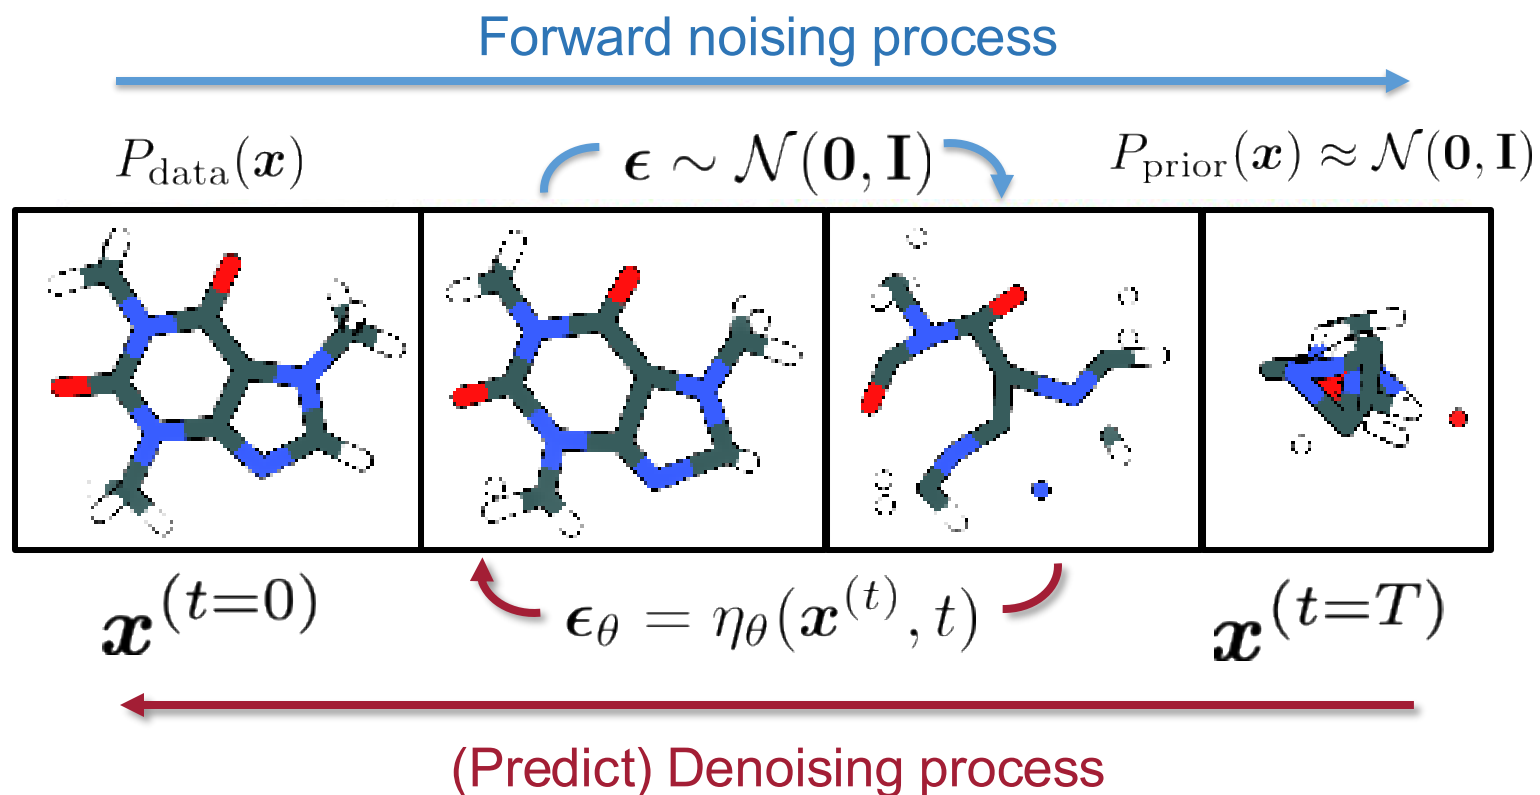 Forward noising process
P_data(x)
ϵ ∼ 𝒩(0, I)
P_prior(x) ≈ 𝒩(0, I)
x^(t=0)
ϵ_θ = η_θ(x^(t), t)
x^(t=T)
(Predict) Denoising process